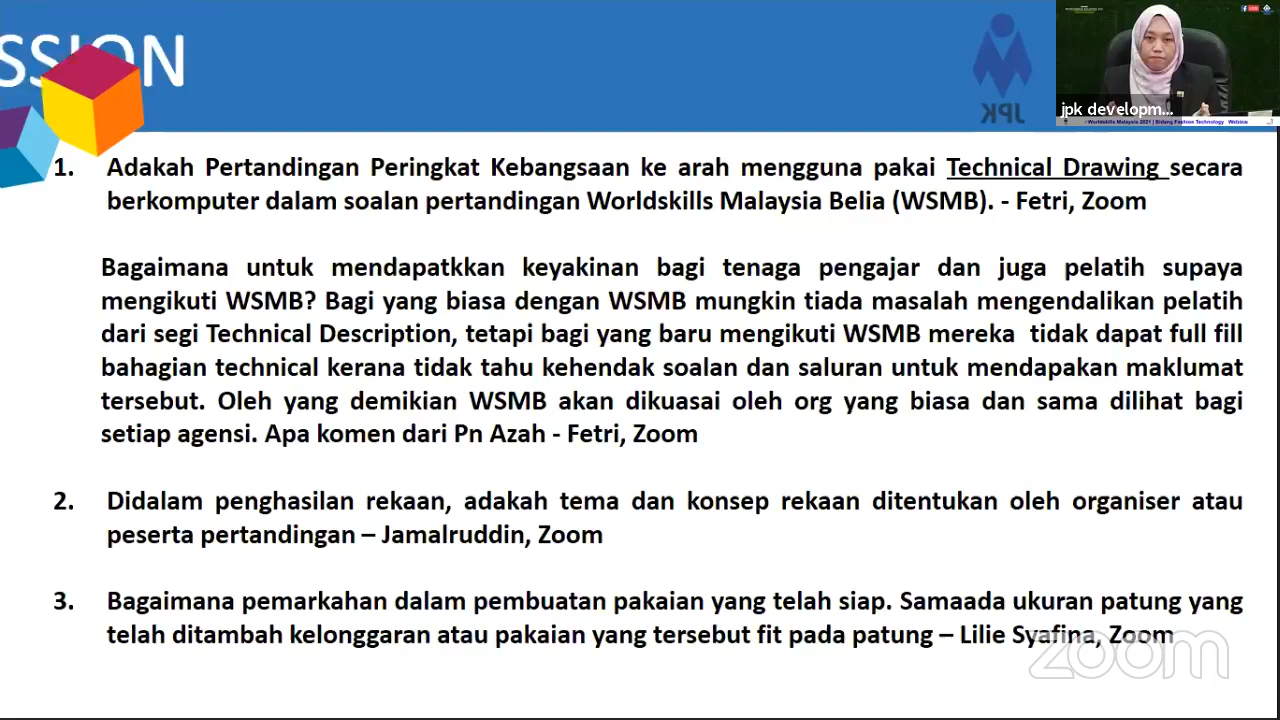 SSION
JPK
jpk developm...
Worldskills Malaysia 2021 | Bidang Fashion Technology Webinar
1. Adakah Pertandingan Peringkat Kebangsaan ke arah mengguna pakai Technical Drawing secara
berkomputer dalam soalan pertandingan Worldskills Malaysia Belia (WSMB). - Fetri, Zoom
Bagaimana untuk mendapatkkan keyakinan bagi tenaga pengajar dan juga pelatih supaya
mengikuti WSMB? Bagi yang biasa dengan WSMB mungkin tiada masalah mengendalikan pelatih
dari segi Technical Description, tetapi bagi yang baru mengikuti WSMB mereka tidak dapat full fill
bahagian technical kerana tidak tahu kehendak soalan dan saluran untuk mendapakan maklumat
tersebut. Oleh yang demikian WSMB akan dikuasai oleh org yang biasa dan sama dilihat bagi
setiap agensi. Apa komen dari Pn Azah - Fetri, Zoom
2. Didalam penghasilan rekaan, adakah tema dan konsep rekaan ditentukan oleh organiser atau
peserta pertandingan – Jamalruddin, Zoom
3. Bagaimana pemarkahan dalam pembuatan pakaian yang telah siap. Samaada ukuran patung yang
telah ditambah kelonggaran atau pakaian yang tersebut fit pada patung – Lilie Syafina, Zoom
zoom